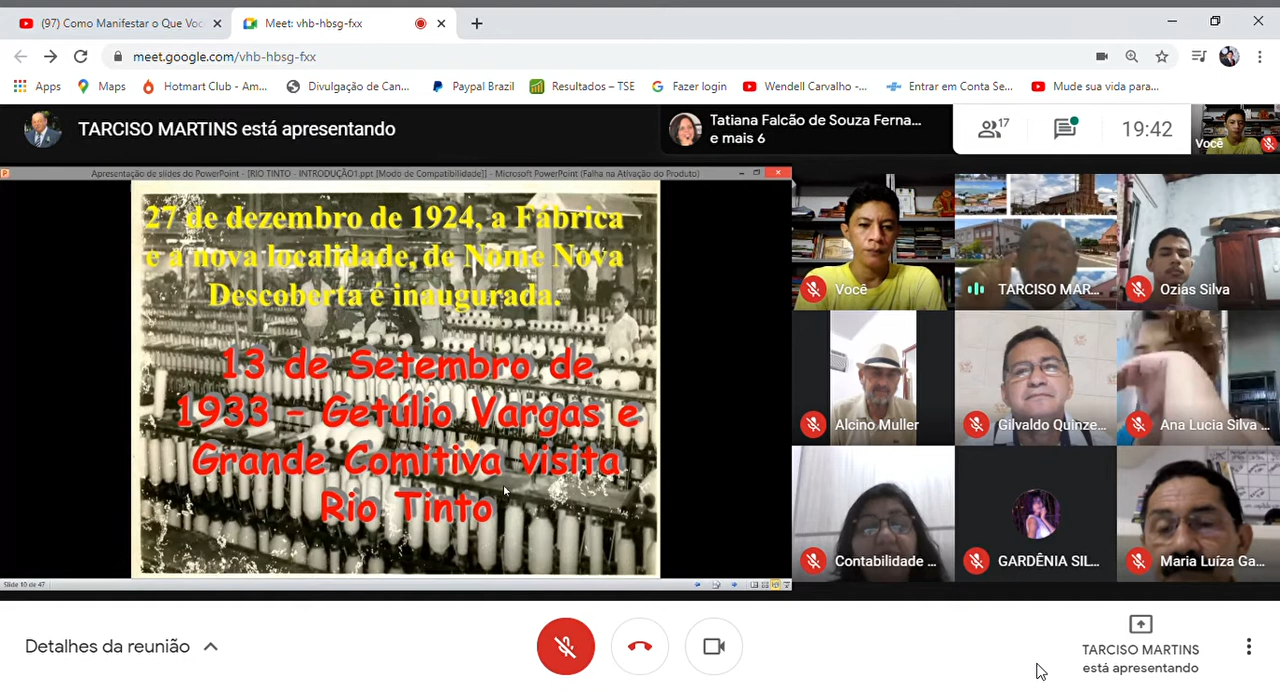 (97) Como Manifestar o Que Voc
Meet: vhb-hbsg-fxx
meet.google.com/vhb-hbsg-fxx
Apps
Maps
Hotmart Club - Am...
Divulgação de Can...
Paypal Brazil
Resultados – TSE
Fazer login
Wendell Carvalho -...
Entrar em Conta Se...
Mude sua vida para...
TARCISO MARTINS está apresentando
Tatiana Falcão de Souza Ferna...
e mais 6
17
19:42
Você
Apresentação de slides do PowerPoint - [RIO TINTO - INTRODUÇÃO1.ppt [Modo de Compatibilidade]] - Microsoft PowerPoint (Falha na Ativação do Produto)
27 de dezembro de 1924, a Fábrica
e a nova localidade, de Nome Nova
Descoberta é inaugurada.
13 de Setembro de
1933 – Getúlio Vargas e
Grande Comitiva visita
Rio Tinto
Slide 10 de 47
Você
TARCISO MAR...
Ozias Silva
Alcino Muller
Gilvaldo Quinze...
Ana Lucia Silva ...
Contabilidade ...
GARDÊNIA SIL...
Maria Luíza Ga...
Detalhes da reunião
TARCISO MARTINS
está apresentando